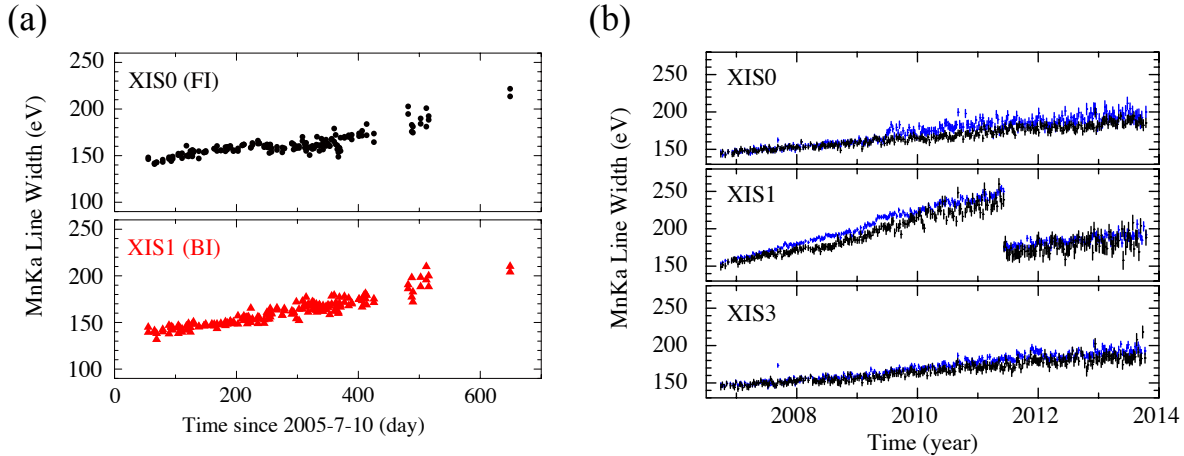 (a)
250
200
150
100
XIS0 (FI)
MnKa Line Width (eV)
250
200
150
100
XIS1 (BI)
0 200 400 600
Time since 2005-7-10 (day)
(b)
250
200
150
XIS0
MnKa Line Width (eV)
250
200
150
XIS1
250
200
150
XIS3
2008 2010 2012 2014
Time (year)